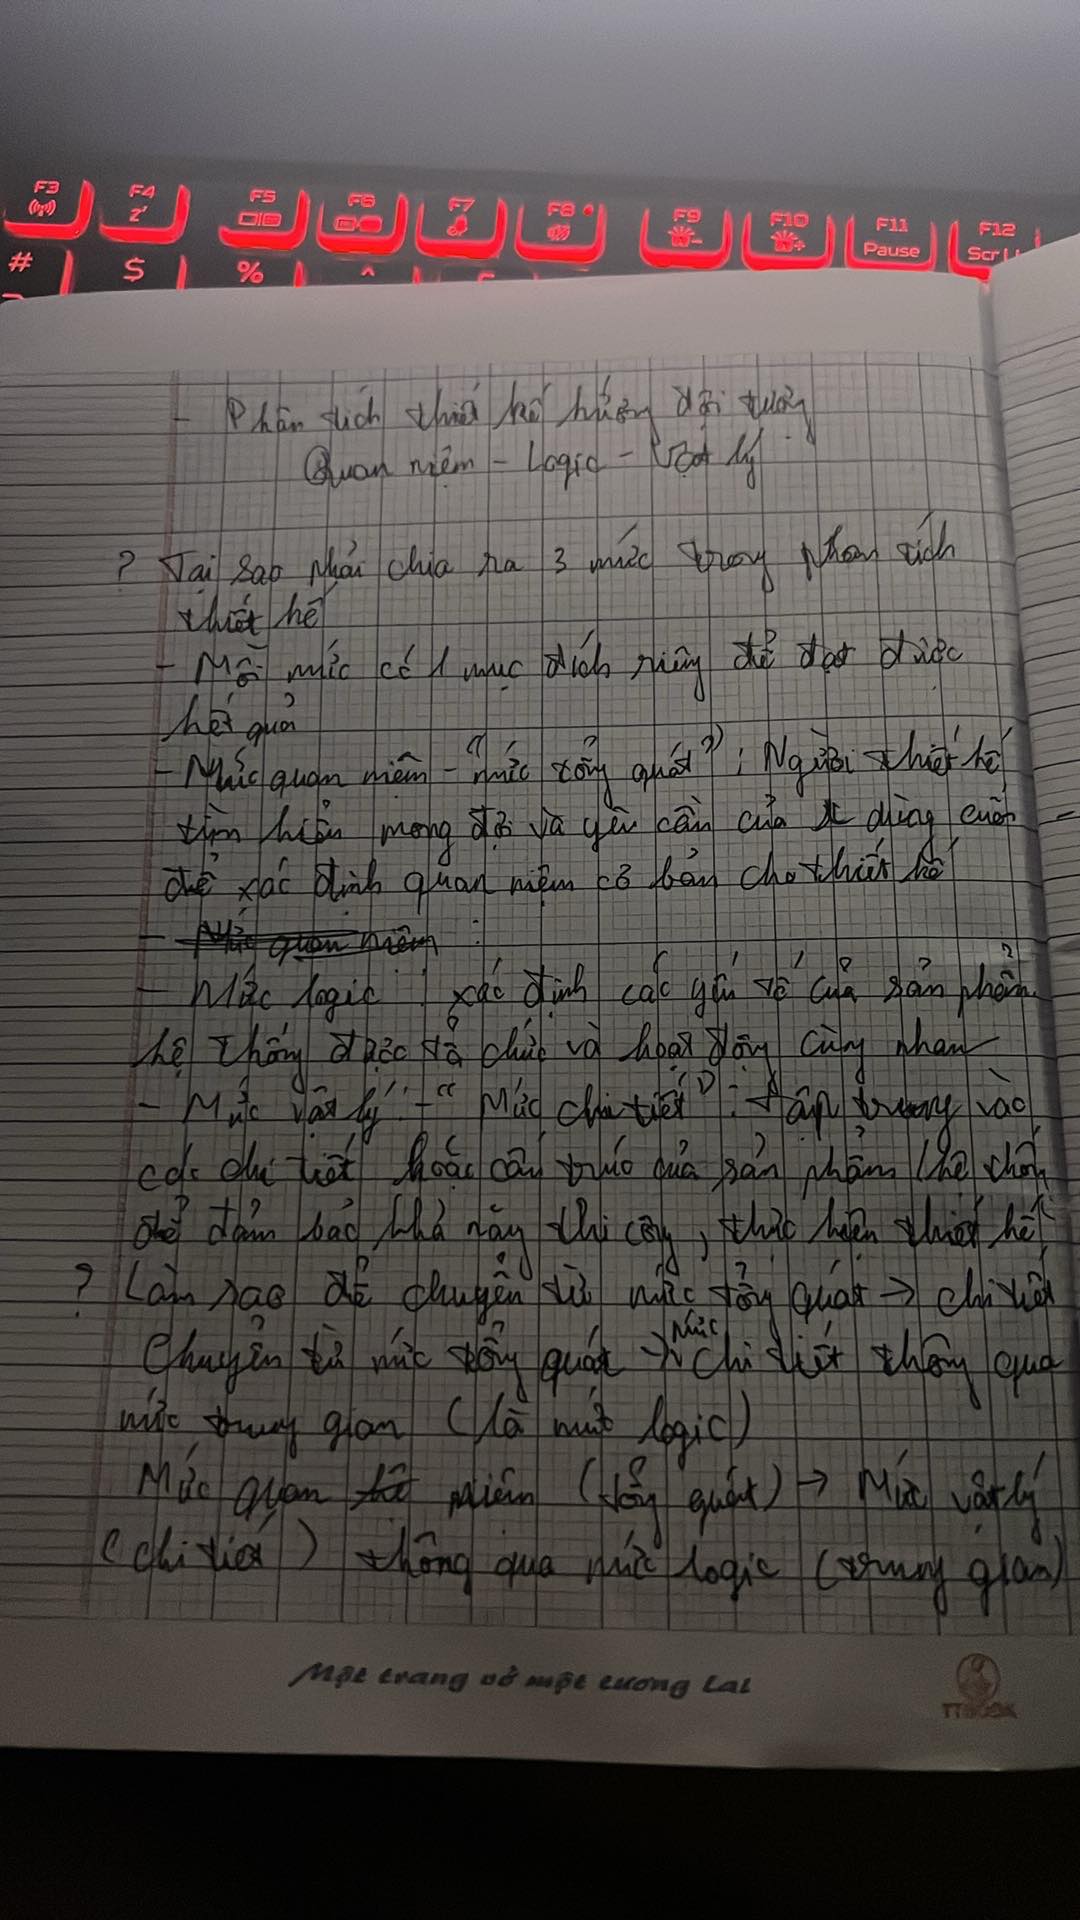 F3 F4 F5 F6 F7 F8 F9 F10 F11 F12
z Pause Scr L
# $ % ^
- Phân tích thiết kế hướng đối tượng
Quan niệm - Logic - Vật lý
? Tại sao phải chia ra 3 mức trong phân tích
thiết kế
- Mỗi mức có 1 mục đích riêng để đạt được
kết quả
- Mức quan niệm - "mức tổng quát" : Người thiết kế
tìm hiểu mong đợi và yêu cầu của dùng cuối
để xác định quan niệm cơ bản cho thiết kế
- Mức quan niệm :
- Mức logic : xác định các yếu tố của sản phẩm
hệ thống được tổ chức và hoạt động cùng nhau
- Mức vật lý - "Mức chi tiết" : tập trung vào
các chi tiết hoặc cấu trúc của sản phẩm / hệ thống
để đảm bảo khả năng thi công, thực hiện thiết kế
? Làm sao để chuyển từ mức tổng quát → chi tiết
Chuyển từ mức tổng quát → Mức chi tiết thông qua
mức trung gian (là mức logic)
Mức quan niệm (tổng quát) → Mức vật lý
(chi tiết) thông qua mức logic (trung gian)
Một trang vở một tương lai